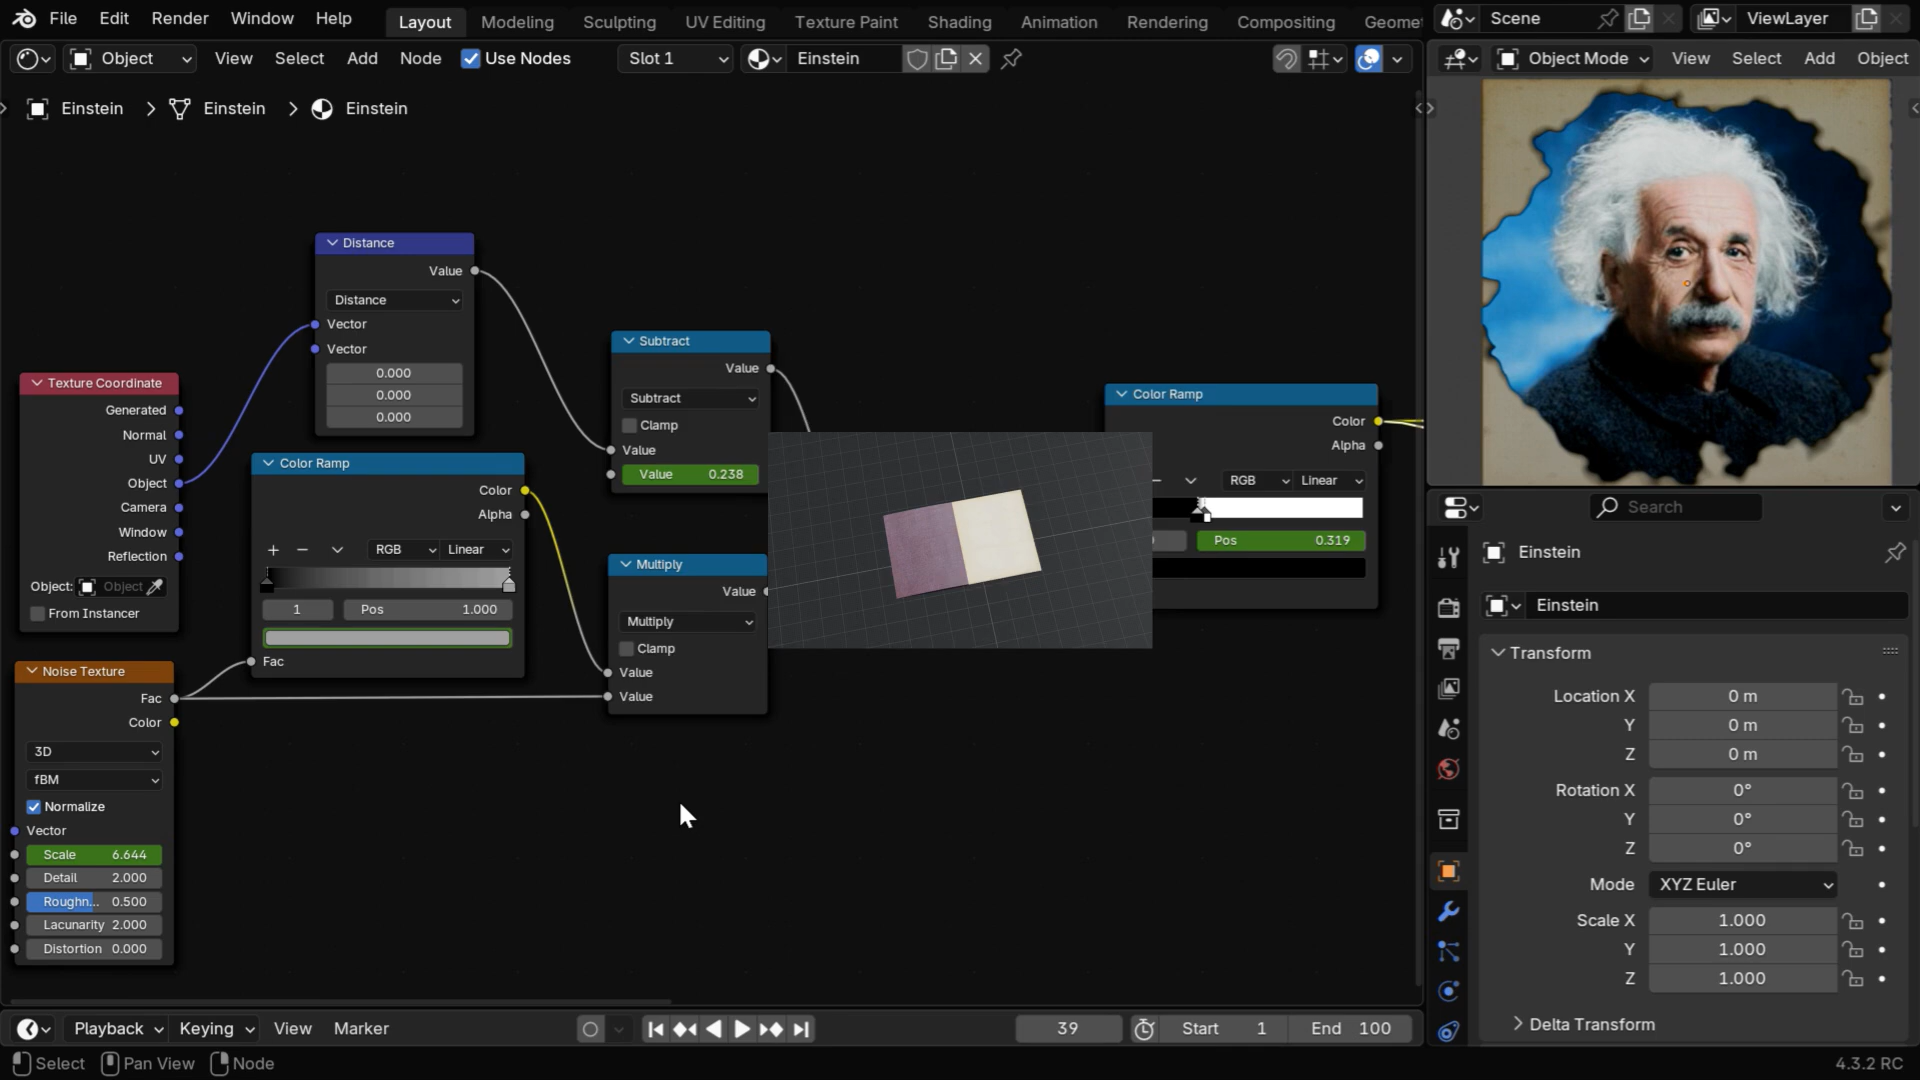 File Edit Render Window Help Layout Modeling Sculpting UV Editing Texture Paint Shading Animation Rendering Compositing Geomet Scene ViewLayer
Object View Select Add Node Use Nodes Slot 1 Einstein Object Mode View Select Add Object
Einstein Einstein Einstein
Distance
Value
Distance
Vector
Vector
0.000
0.000
0.000
Texture Coordinate
Generated
Normal
UV
Object
Camera
Window
Reflection
Object: Object
From Instancer
Color Ramp
Color
Alpha
RGB Linear
1 Pos 1.000
Fac
Noise Texture
Fac
Color
3D
fBM
Normalize
Vector
Scale 6.644
Detail 2.000
Roughn... 0.500
Lacunarity 2.000
Distortion 0.000
Subtract
Value
Subtract
Clamp
Value
Value 0.238
Multiply
Value
Multiply
Clamp
Value
Value
Color Ramp
Color
Alpha
RGB Linear
Pos 0.319
Search
Einstein
Einstein
Transform
Location X 0 m
Y 0 m
Z 0 m
Rotation X 0°
Y 0°
Z 0°
Mode XYZ Euler
Scale X 1.000
Y 1.000
Z 1.000
Delta Transform
Playback Keying View Marker 39 Start 1 End 100
Select Pan View Node 4.3.2 RC